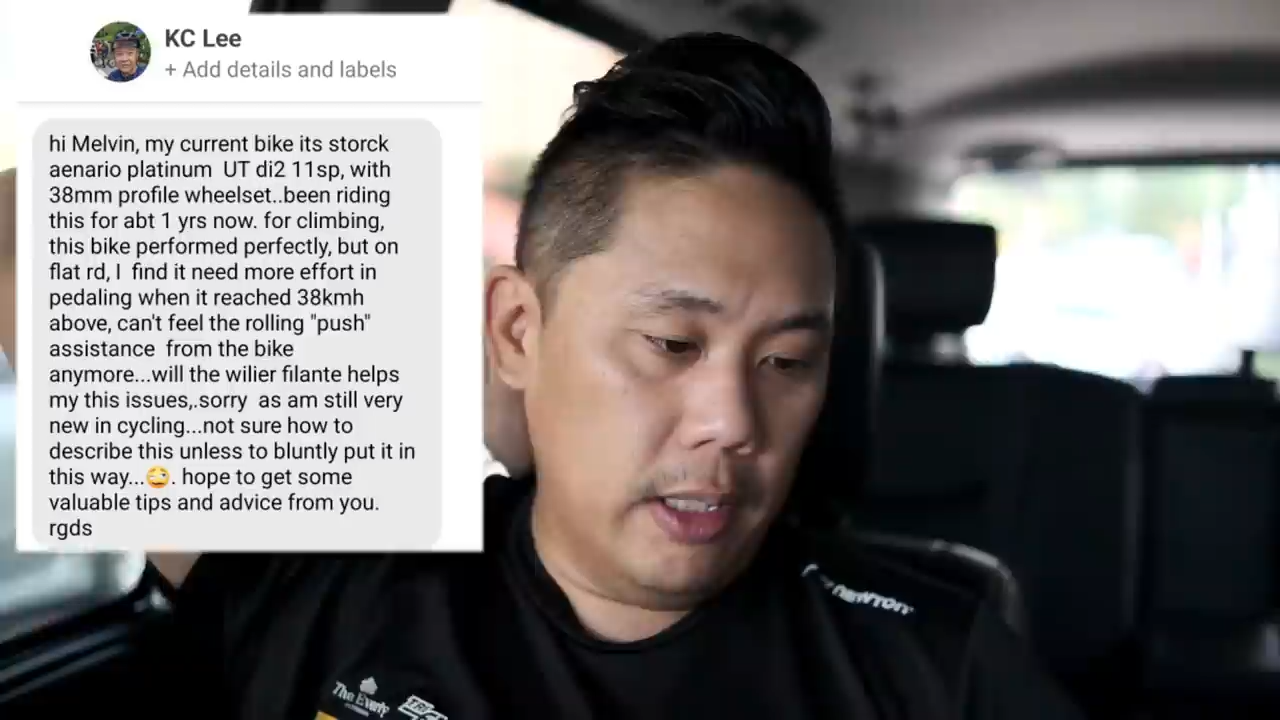 KC Lee
+ Add details and labels
hi Melvin, my current bike its storck
aenario platinum UT di2 11sp, with
38mm profile wheelset..been riding
this for abt 1 yrs now. for climbing,
this bike performed perfectly, but on
flat rd, I find it need more effort in
pedaling when it reached 38kmh
above, can't feel the rolling "push"
assistance from the bike
anymore...will the wilier filante helps
my this issues,.sorry as am still very
new in cycling...not sure how to
describe this unless to bluntly put it in
this way...😜. hope to get some
valuable tips and advice from you.
rgds
NEWTON
The Everly